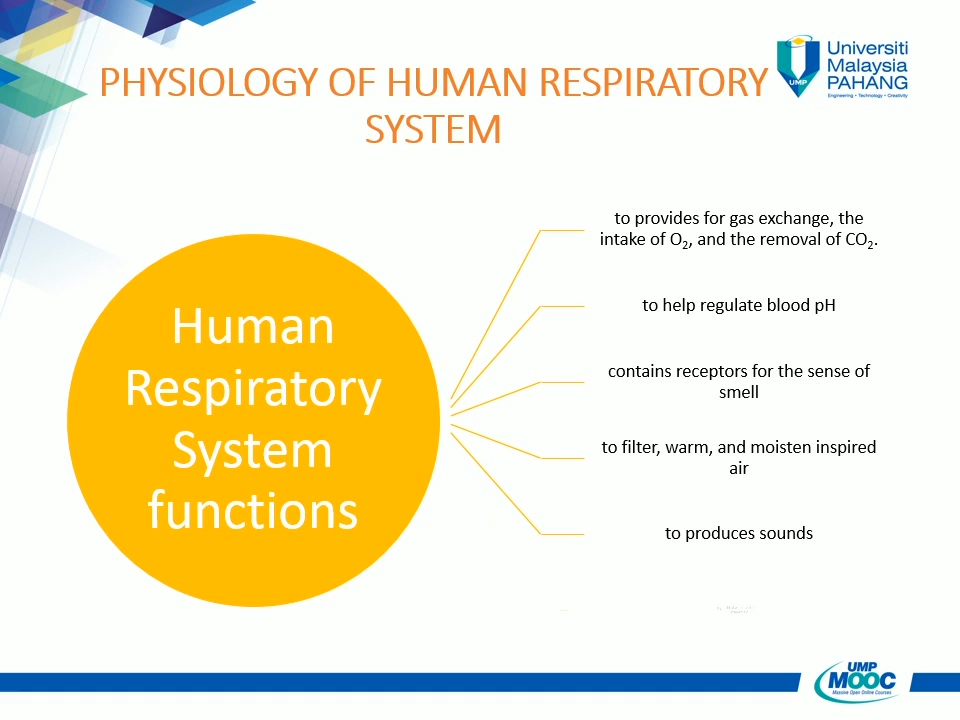 PHYSIOLOGY OF HUMAN RESPIRATORY
SYSTEM
UMP
Universiti
Malaysia
PAHANG
Engineering • Technology • Creativity
Human
Respiratory
System
functions
to provides for gas exchange, the
intake of O₂, and the removal of CO₂.
to help regulate blood pH
contains receptors for the sense of
smell
to filter, warm, and moisten inspired
air
to produces sounds
UMP
MOOC
Massive Open Online Courses